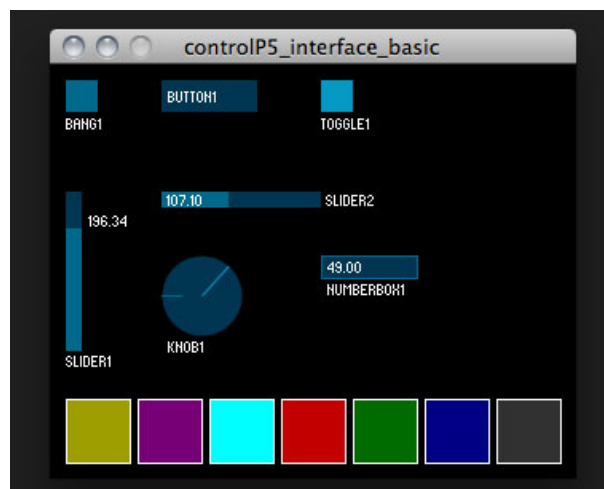 controlP5_interface_basic
BUTTON1
BANG1
TOGGLE1
107.10
SLIDER2
196.34
49.00
NUMBERBOX1
KNOB1
SLIDER1